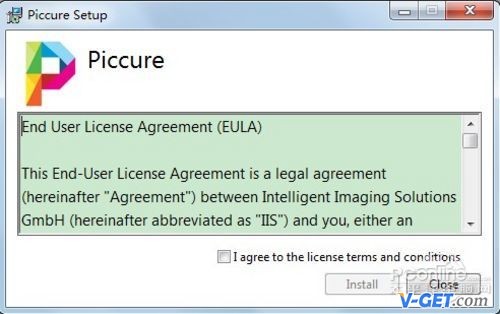 Piccure Setup
Piccure
End User License Agreement (EULA)
This End-User License Agreement is a legal agreement
(hereinafter "Agreement") between Intelligent Imaging Solutions
GmbH (hereinafter abbreviated as "IIS") and you, either an
I agree to the license terms and conditions
Install
Close
V-GET.com